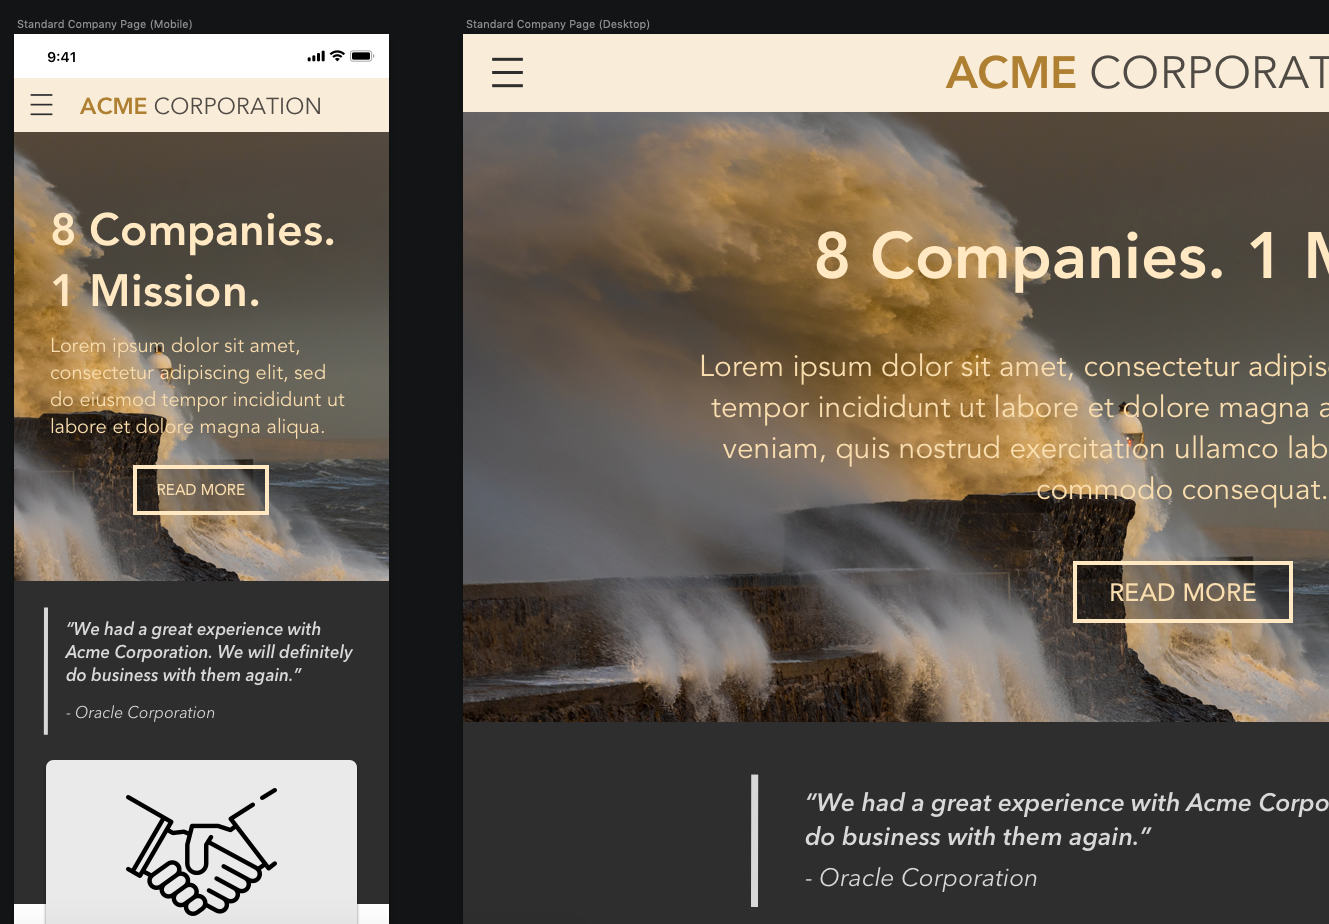 Standard Company Page (Mobile)
9:41
ACME CORPORATION
8 Companies.
1 Mission.
Lorem ipsum dolor sit amet,
consectetur adipiscing elit, sed
do eiusmod tempor incididunt ut
labore et dolore magna aliqua.
READ MORE
“We had a great experience with
Acme Corporation. We will definitely
do business with them again.”
- Oracle Corporation
Standard Company Page (Desktop)
ACME CORPORAT
8 Companies. 1 M
Lorem ipsum dolor sit amet, consectetur adipis
tempor incididunt ut labore et dolore magna a
veniam, quis nostrud exercitation ullamco lab
commodo consequat.
READ MORE
“We had a great experience with Acme Corpo
do business with them again.”
- Oracle Corporation